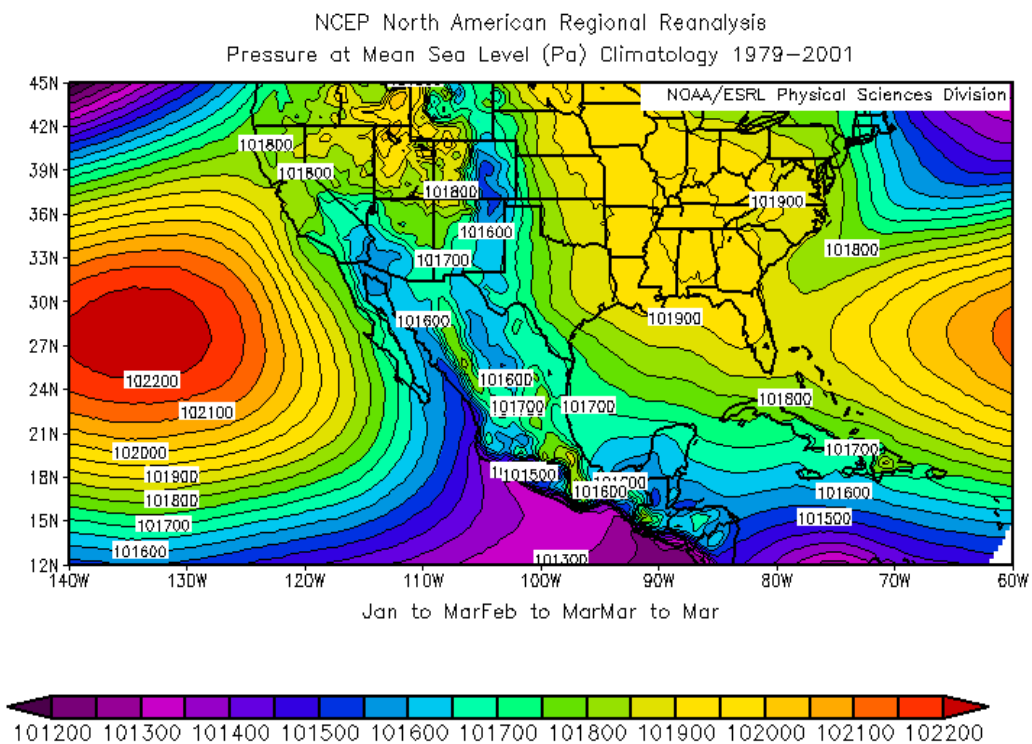 NCEP North American Regional Reanalysis
Pressure at Mean Sea Level (Pa) Climatology 1979-2001
45N
NOAA/ESRL Physical Sciences Division
42N
101800
39N
101800
101800
101900
36N
101600
101800
33N
101700
30N
101600
101900
27N
102200
101600
24N
102100
101700
101700
101800
21N
102000
101700
18N
101900
101500
101600
101600
101800
15N
101700
101500
101600
12N
101300
140W
130W
120W
110W
100W
90W
80W
70W
60W
Jan to MarFeb to MarMar to Mar
101200 101300 101400 101500 101600 101700 101800 101900 102000 102100 102200